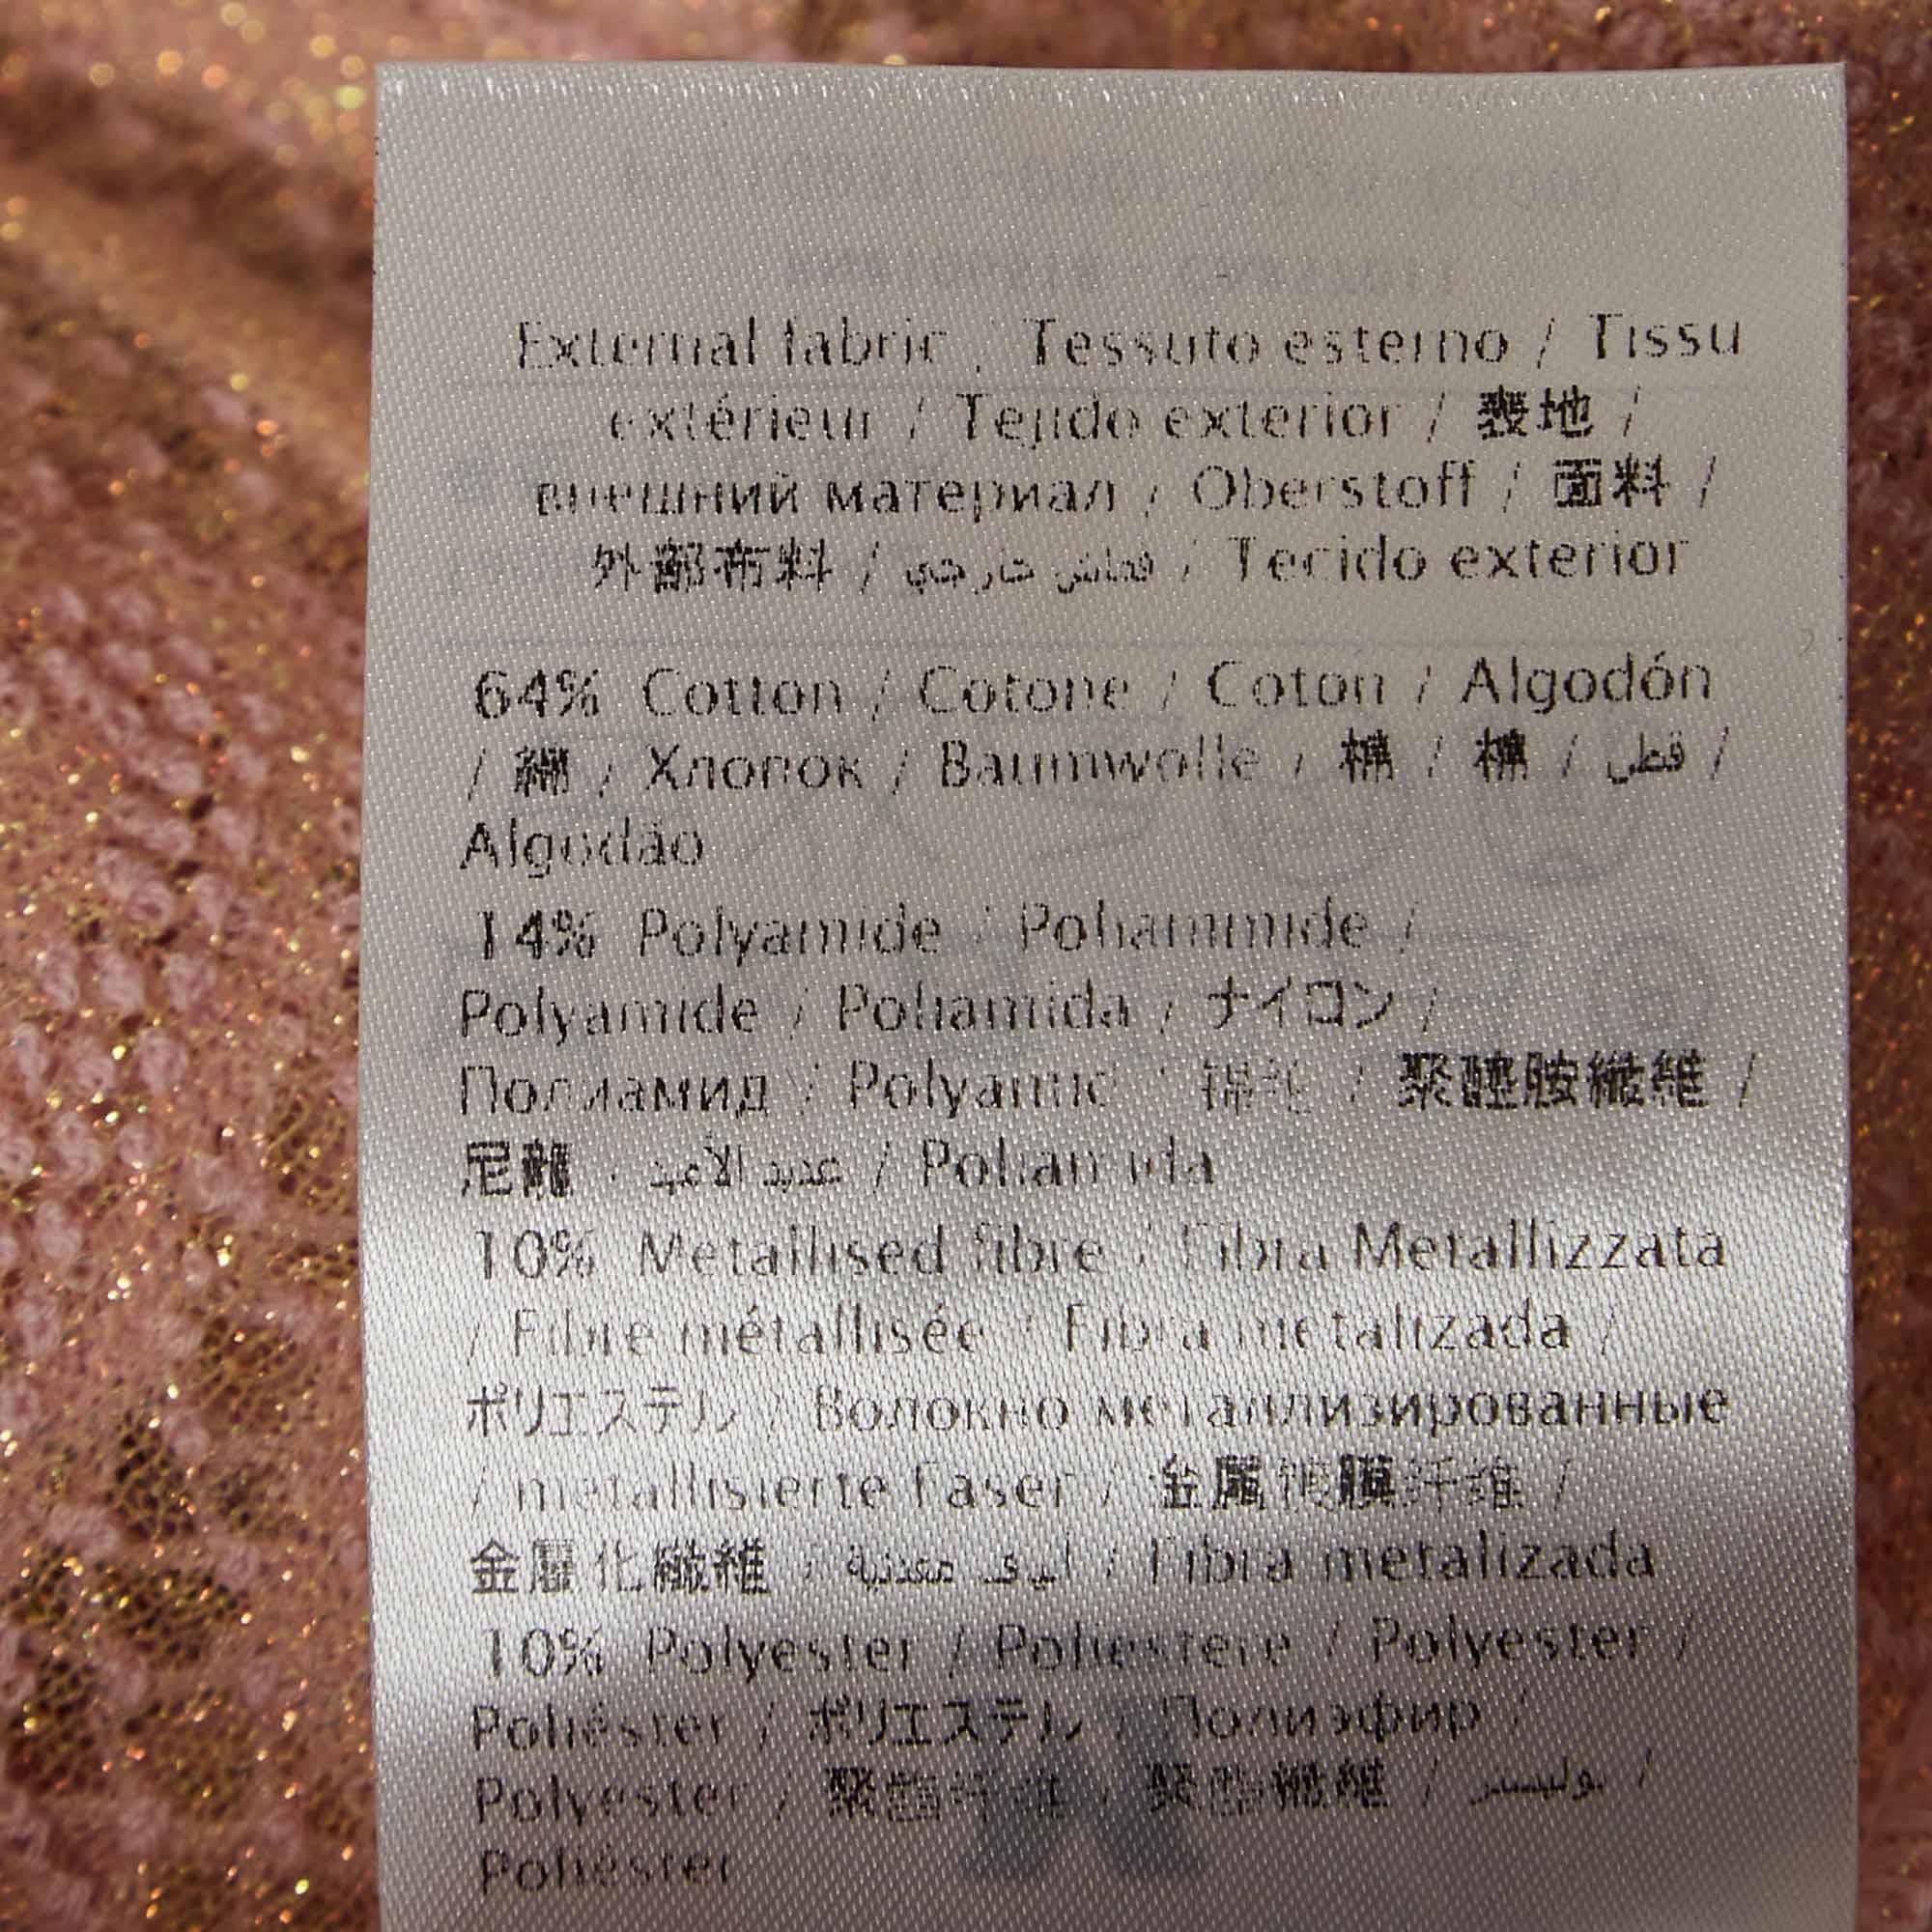 External fabric / Tessuto esterno / Tissu
extérieur / Tejido exterior / 表地 /
внешний материал / Oberstoff / 面料 /
外部布料 / قماش خارجي / Tecido exterior
64% Cotton / Cotone / Coton / Algodón
/ 綿 / Хлопок / Baumwolle / 棉 / 棉 / قطن /
Algodão
14% Polyamide / Poliammide /
Polyamide / Poliamida / ナイロン /
Полиамид / Polyamid / 锦纶 / 聚醯胺纖維 /
尼龍 / / Poliamida
10% Metallised fibre / Fibra Metallizzata
/ Fibre métallisée / Fibra metalizada /
ポリエステル / Волокно металлизированные
/ metallisierte Faser / 金属镀膜纤维 /
金屬化纖維 / ألياف معدنية / Fibra metalizada
10% Polyester / Poliestere / Polyester /
Poliéster / ポリエステル / Полиэфир /
Polyester / 聚酯纤维 / 聚酯纖維 / بوليستر /
Poliéster